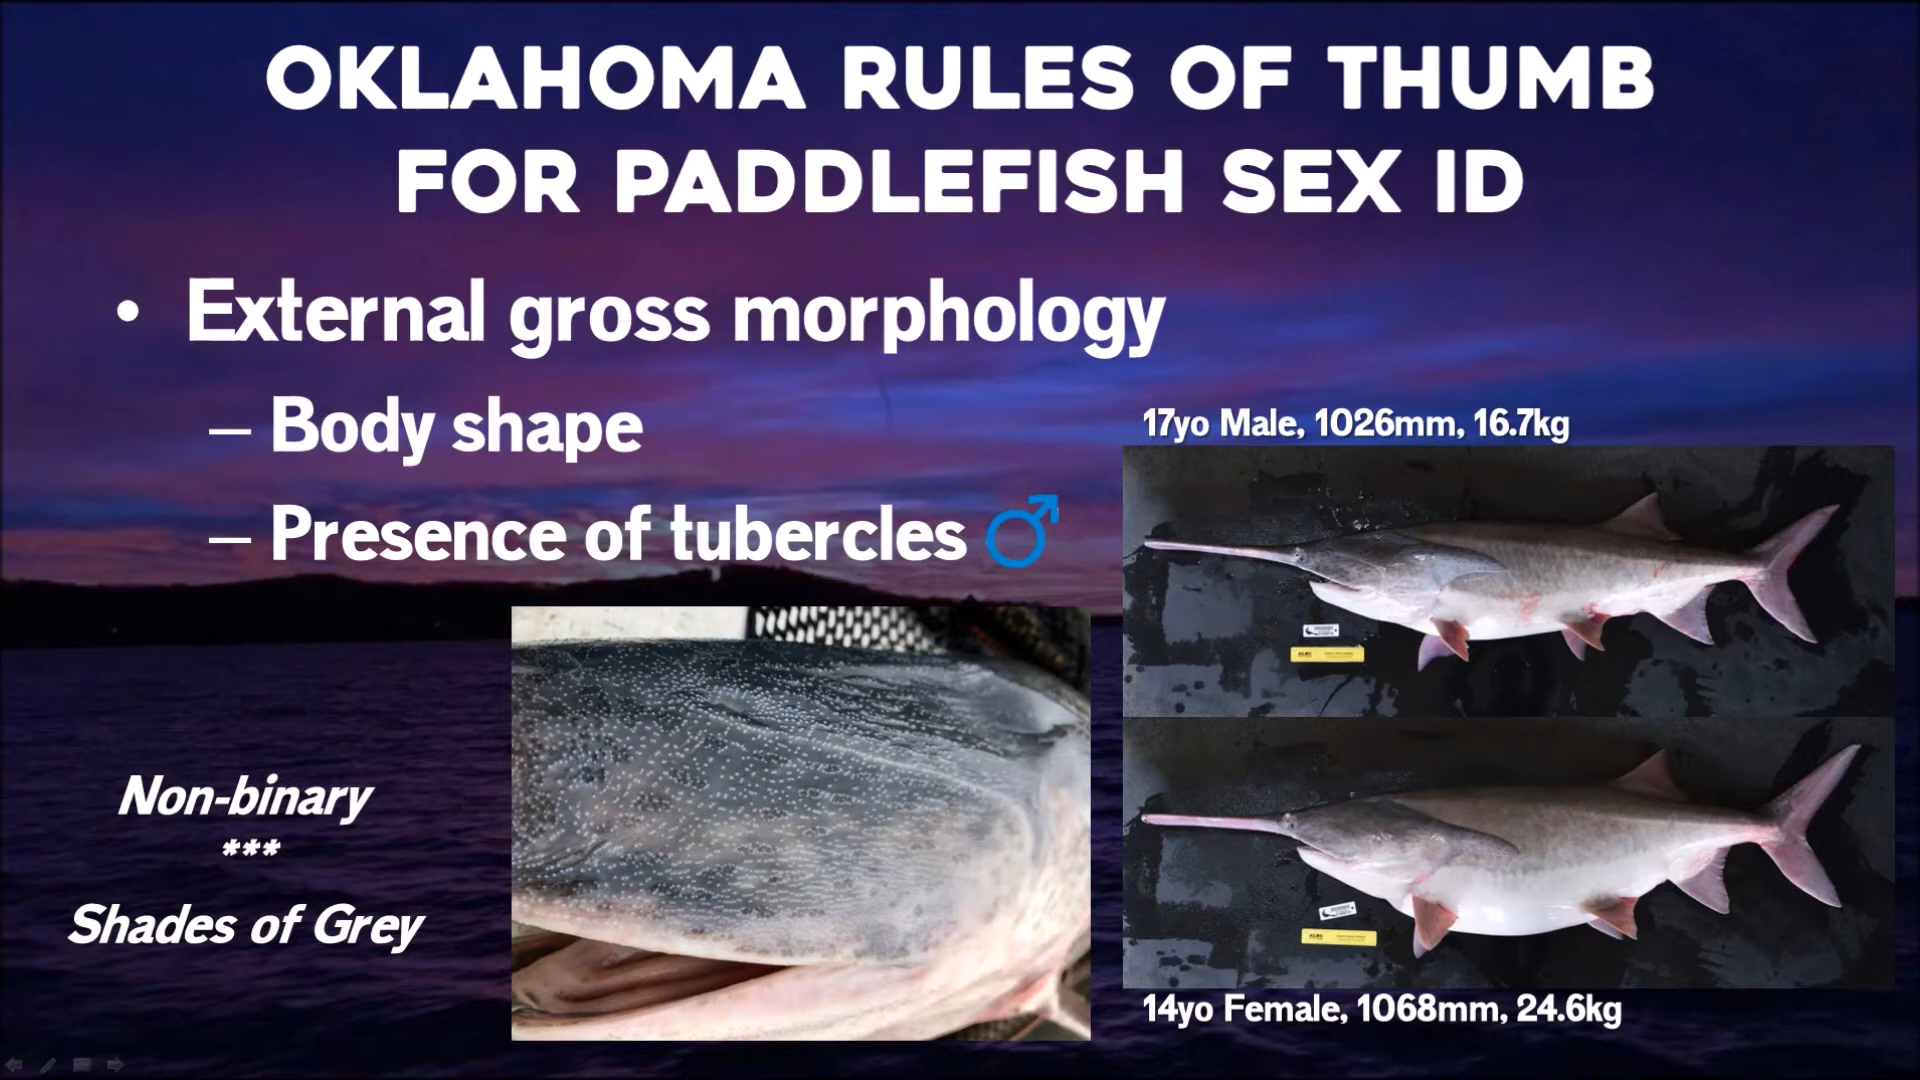 OKLAHOMA RULES OF THUMB
FOR PADDLEFISH SEX ID
• External gross morphology
– Body shape
– Presence of tubercles ♂
17yo Male, 1026mm, 16.7kg
Non-binary
***
Shades of Grey
14yo Female, 1068mm, 24.6kg